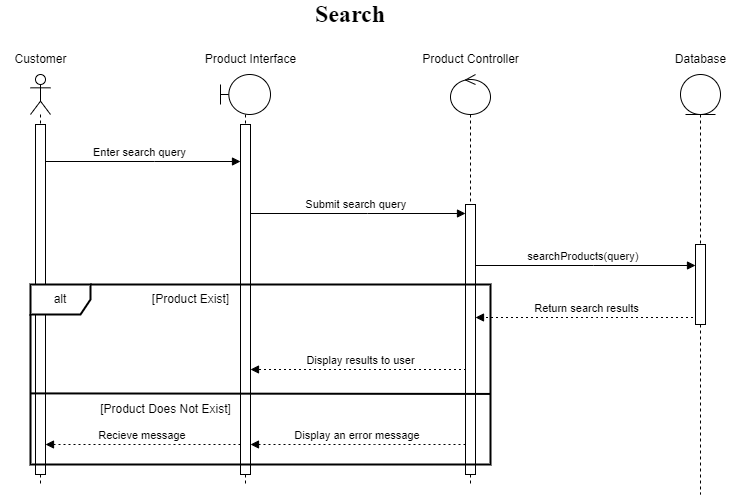 Search
Customer
Product Interface
Product Controller
Database
Enter search query
Submit search query
searchProducts(query)
alt
[Product Exist]
Return search results
Display results to user
[Product Does Not Exist]
Recieve message
Display an error message